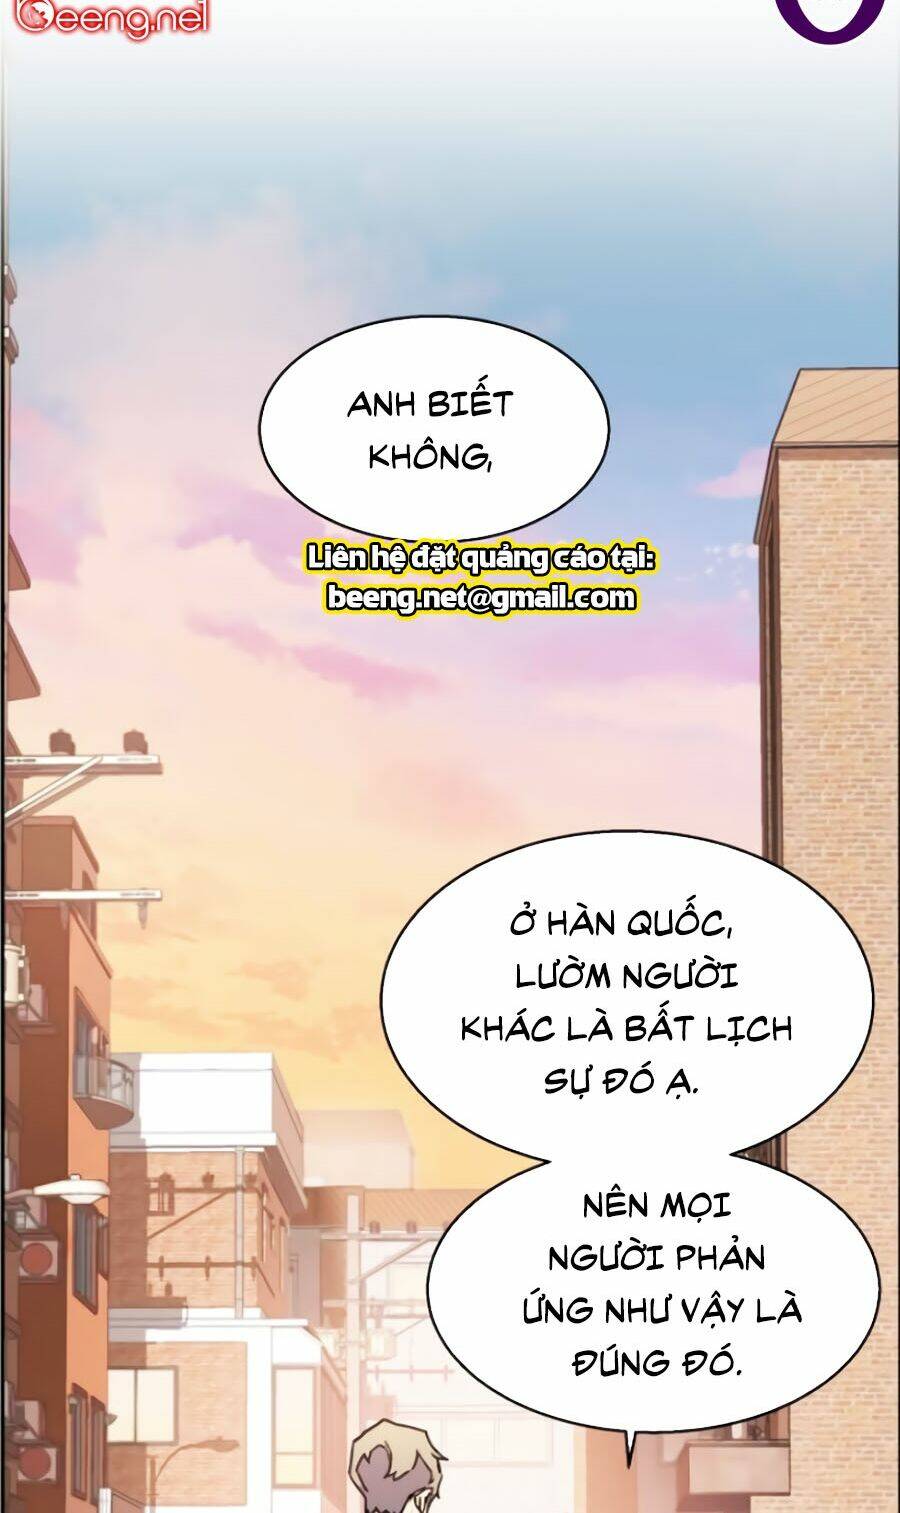 beeng.net
ANH BIẾT
KHÔNG,
Liên hệ đặt quảng cáo tại:
beeng.net@gmail.com
Ở HÀN QUỐC,
LƯỜM NGƯỜI
KHÁC LÀ BẤT LỊCH
SỰ ĐÓ Ạ.
NÊN MỌI
NGƯỜI PHẢN
ỨNG NHƯ VẬY LÀ
ĐÚNG ĐÓ.